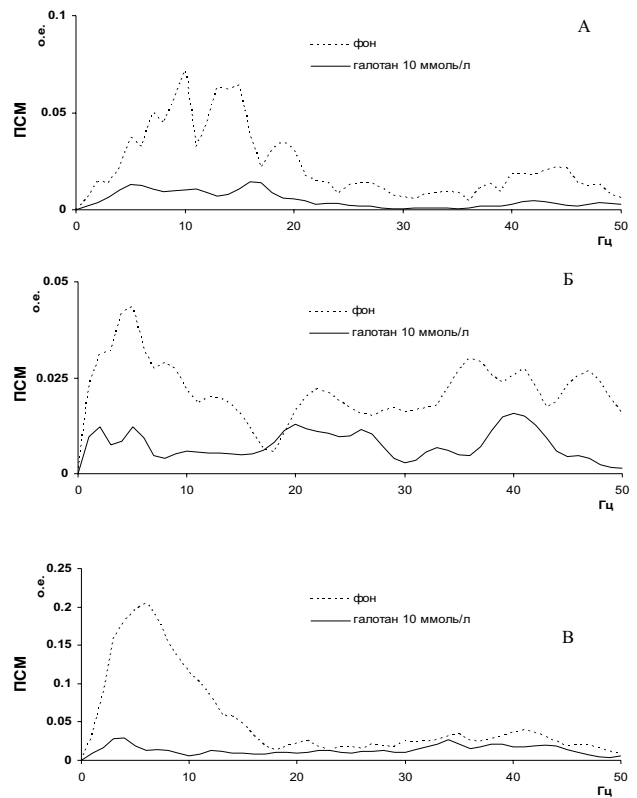 А
о.е.
ПСМ
0.1
0.05
0
фон
галотан 10 ммоль/л
0 10 20 30 40 50
Гц
Б
о.е.
ПСМ
0.05
0.025
0
фон
галотан 10 ммоль/л
0 10 20 30 40 50
Гц
В
о.е.
ПСМ
0.25
0.2
0.15
0.1
0.05
0
фон
галотан 10 ммоль/л
0 10 20 30 40 50
Гц